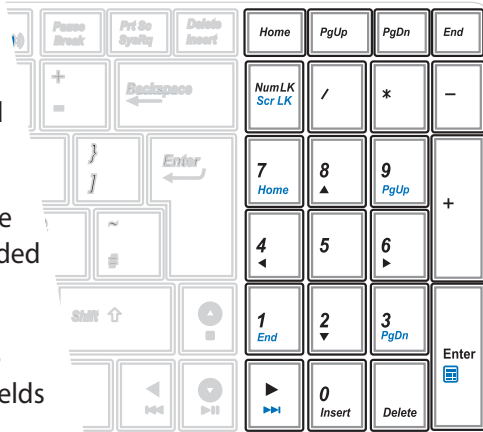 Pause Prt Sc Delete Home PgUp PgDn End
Break SysRq Insert
+ Backspace NumLK / * −
= Scr LK
} Enter 7 8 9 +
] Home PgUp
e
ded
~ 4 5 6
#
Shift 1 2 3 Enter
End PgDn
elds
0
Insert Delete